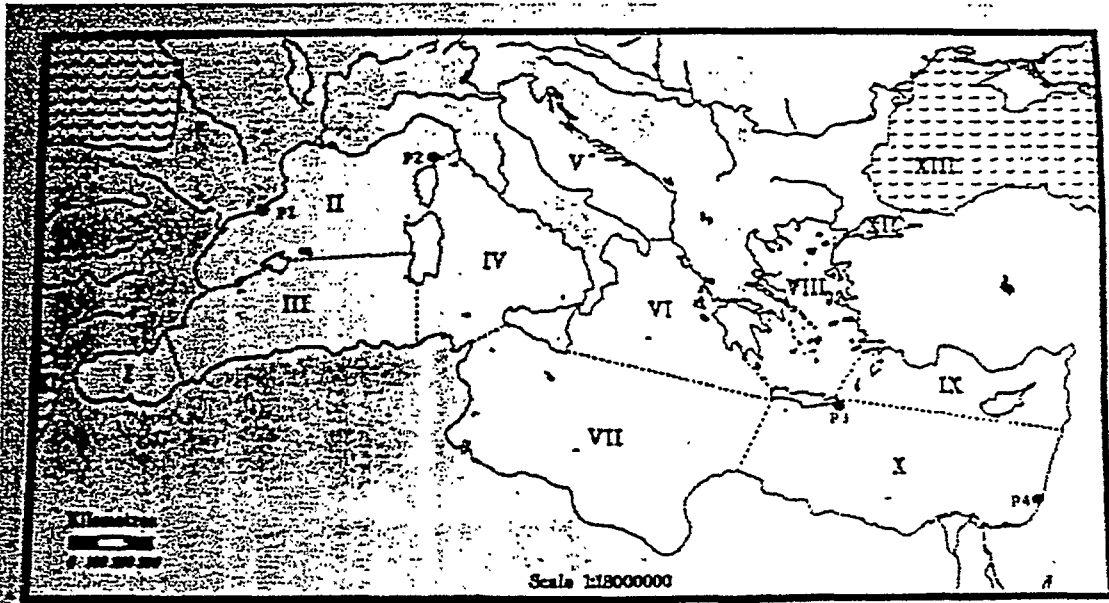 XIII
V
P2
II
P1
XII
IV
VIII
VI
III
I
IX
P3
VII
X
P4
Kilometres
Scale 1:18000000